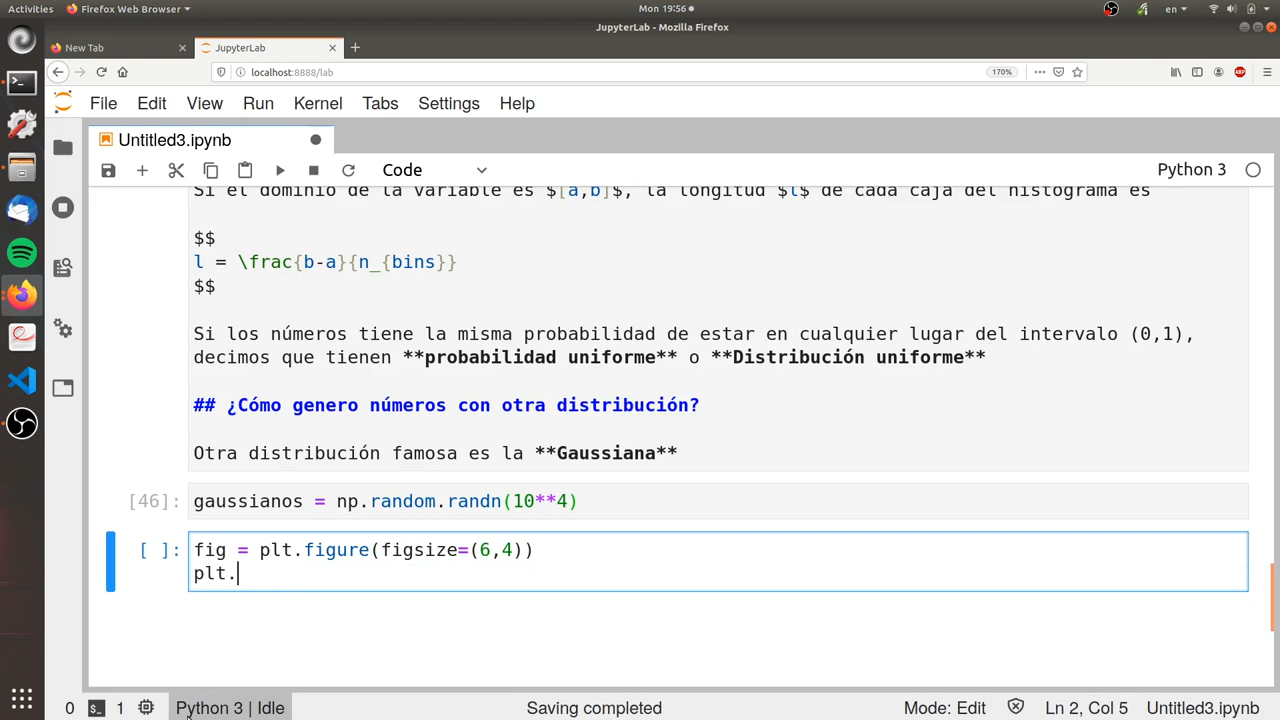 Activities Firefox Web Browser Mon 19:56 en
JupyterLab - Mozilla Firefox
New Tab JupyterLab
localhost:8888/lab 170%
File Edit View Run Kernel Tabs Settings Help
Untitled3.ipynb
Code Python 3
Si el dominio de la variable es $[a,b]$, la longitud $l$ de cada caja del histograma es
$$
l = \frac{b-a}{n_{bins}}
$$
Si los números tiene la misma probabilidad de estar en cualquier lugar del intervalo (0,1),
decimos que tienen **probabilidad uniforme** o **Distribución uniforme**
## ¿Cómo genero números con otra distribución?
Otra distribución famosa es la **Gaussiana**
[46]: gaussianos = np.random.randn(10**4)
[ ]: fig = plt.figure(figsize=(6,4))
plt.
0 1 Python 3 | Idle Saving completed Mode: Edit Ln 2, Col 5 Untitled3.ipynb